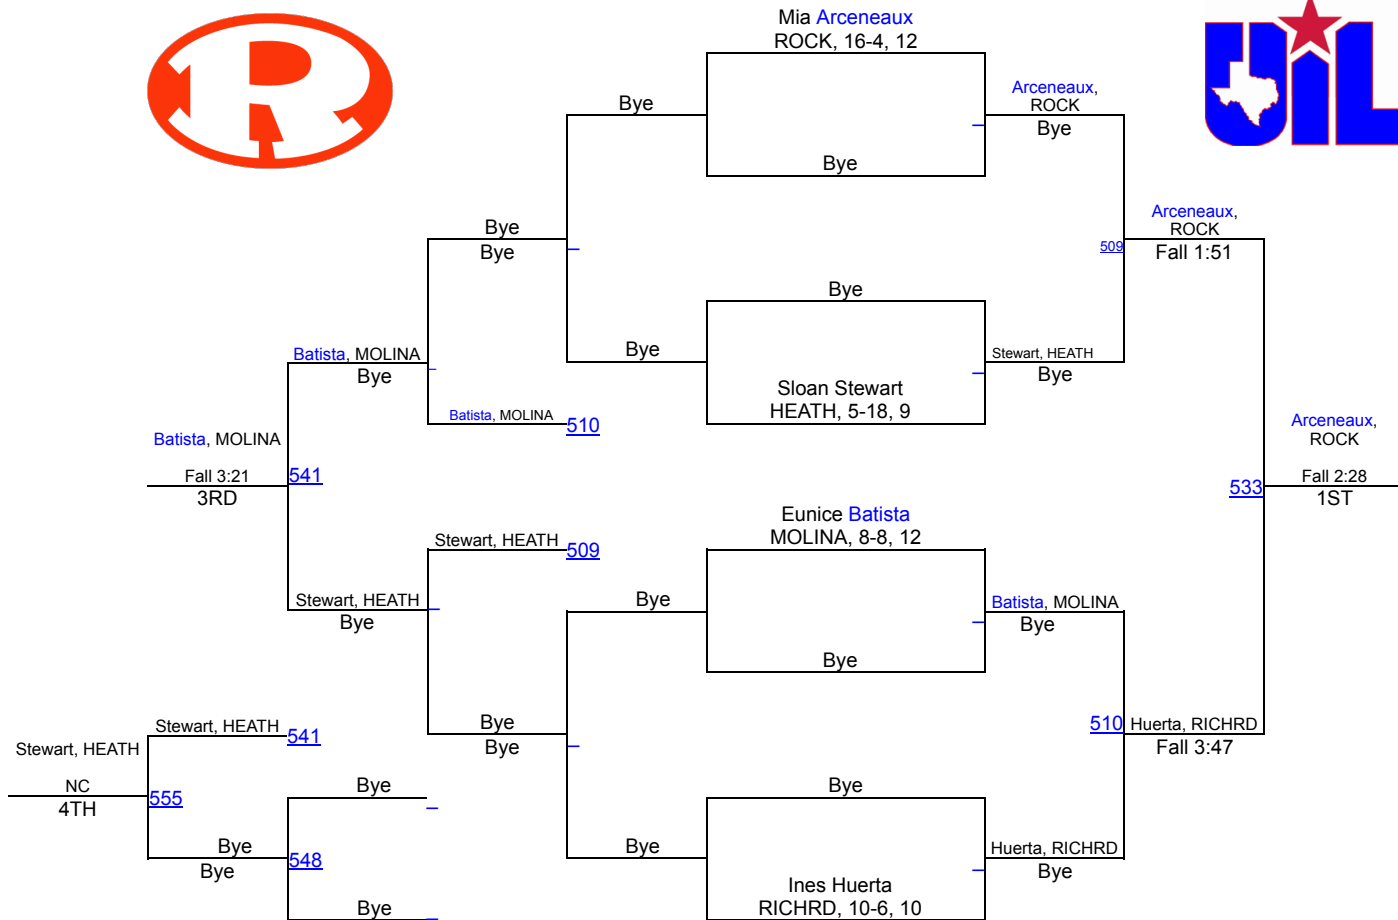 R
UIL
Mia Arceneaux
ROCK, 16-4, 12
Bye
Arceneaux,
ROCK
Bye
Bye
Arceneaux,
ROCK
509
Fall 1:51
Bye
Bye
Bye
Bye
Stewart, HEATH
Bye
Sloan Stewart
HEATH, 5-18, 9
Batista, MOLINA
Bye
Batista, MOLINA
510
Batista, MOLINA
Fall 3:21
541
3RD
Arceneaux,
ROCK
533
Fall 2:28
1ST
Eunice Batista
MOLINA, 8-8, 12
Stewart, HEATH
509
Stewart, HEATH
Bye
Bye
Batista, MOLINA
Bye
Bye
Bye
Bye
510
Huerta, RICHRD
Fall 3:47
Stewart, HEATH
541
Stewart, HEATH
NC
555
4TH
Bye
Bye
Bye
Bye
548
Bye
Bye
Huerta, RICHRD
Bye
Ines Huerta
RICHRD, 10-6, 10